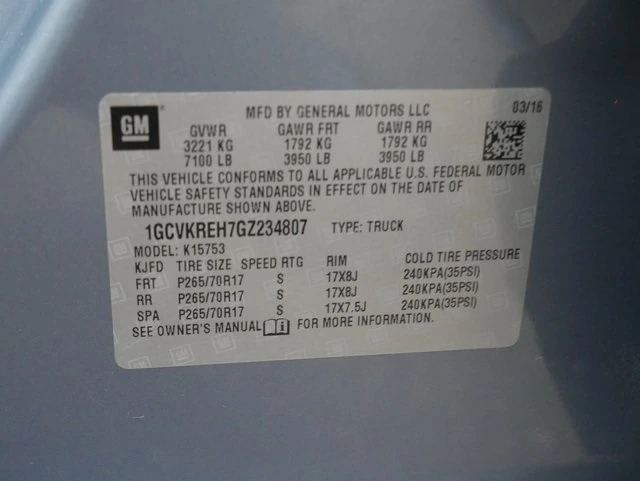 GM
MFD BY GENERAL MOTORS LLC 03/16
GVWR GAWR FRT GAWR RR
3221 KG 1792 KG 1792 KG
7100 LB 3950 LB 3950 LB
THIS VEHICLE CONFORMS TO ALL APPLICABLE U.S. FEDERAL MOTOR
VEHICLE SAFETY STANDARDS IN EFFECT ON THE DATE OF
MANUFACTURE SHOWN ABOVE.
1GCVKREH7GZ234807 TYPE: TRUCK
MODEL: K15753
KJFD TIRE SIZE SPEED RTG RIM COLD TIRE PRESSURE
FRT P265/70R17 S 17X8J 240KPA(35PSI)
RR P265/70R17 S 17X8J 240KPA(35PSI)
SPA P265/70R17 S 17X7.5J 240KPA(35PSI)
SEE OWNER'S MANUAL FOR MORE INFORMATION.